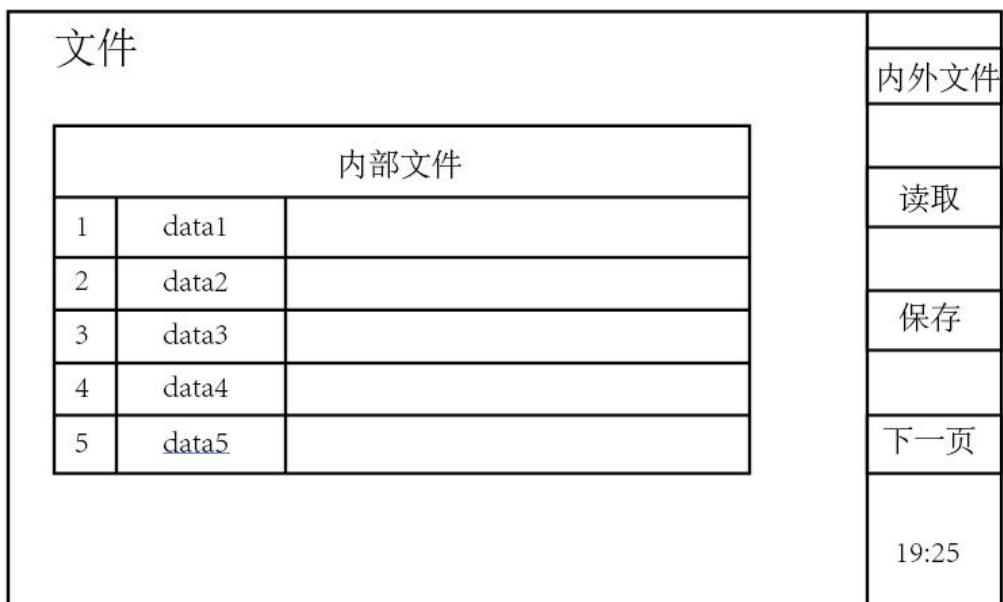 文件
内部文件
1 data1
2 data2
3 data3
4 data4
5 data5
内外文件
读取
保存
下一页
19:25